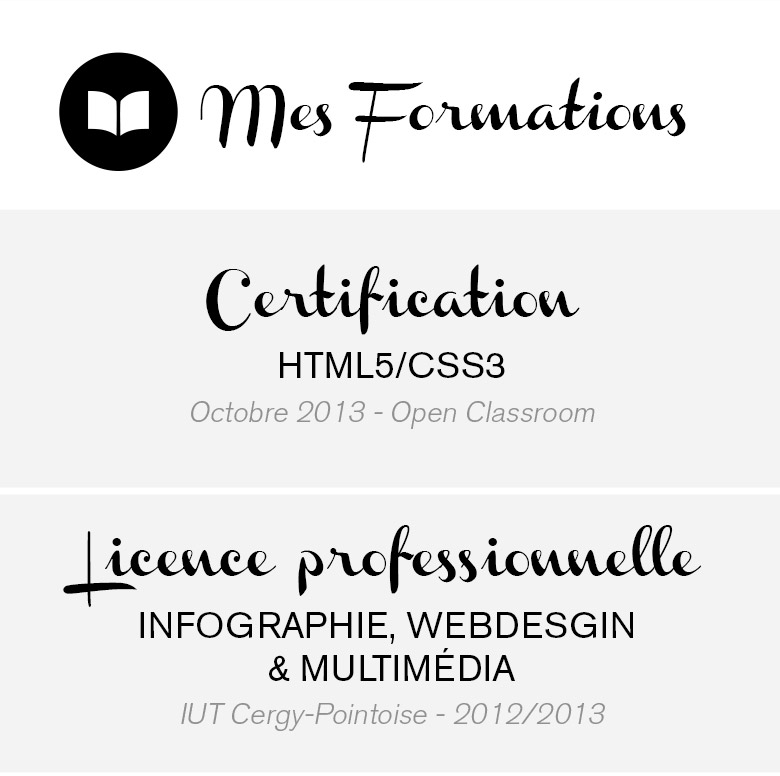 Mes Formations
Certification
HTML5/CSS3
Octobre 2013 - Open Classroom
Licence professionnelle
INFOGRAPHIE, WEBDESGIN
& MULTIMÉDIA
IUT Cergy-Pointoise - 2012/2013